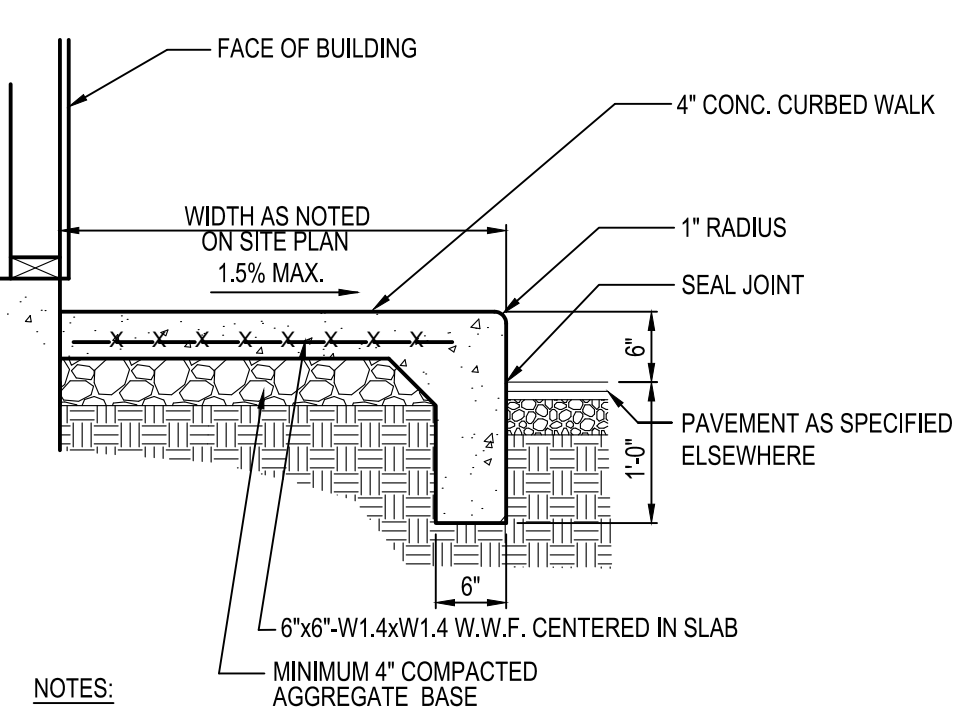 FACE OF BUILDING
4" CONC. CURBED WALK
WIDTH AS NOTED
ON SITE PLAN
1.5% MAX.
1" RADIUS
SEAL JOINT
X X X X X X X X
6"
PAVEMENT AS SPECIFIED
ELSEWHERE
1'-0"
6"
6"x6"-W1.4xW1.4 W.W.F. CENTERED IN SLAB
MINIMUM 4" COMPACTED
AGGREGATE BASE
NOTES: